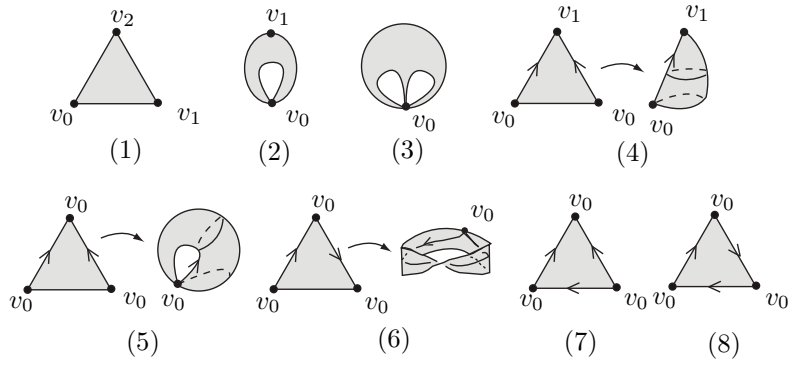 v₂ v₁ v₁ v₁
v₀ v₁ v₀ v₀ v₀ v₀ v₀
(1) (2) (3) (4)
v₀ v₀ v₀ v₀ v₀
v₀ v₀ v₀ v₀ v₀ v₀ v₀ v₀ v₀
(5) (6) (7) (8)